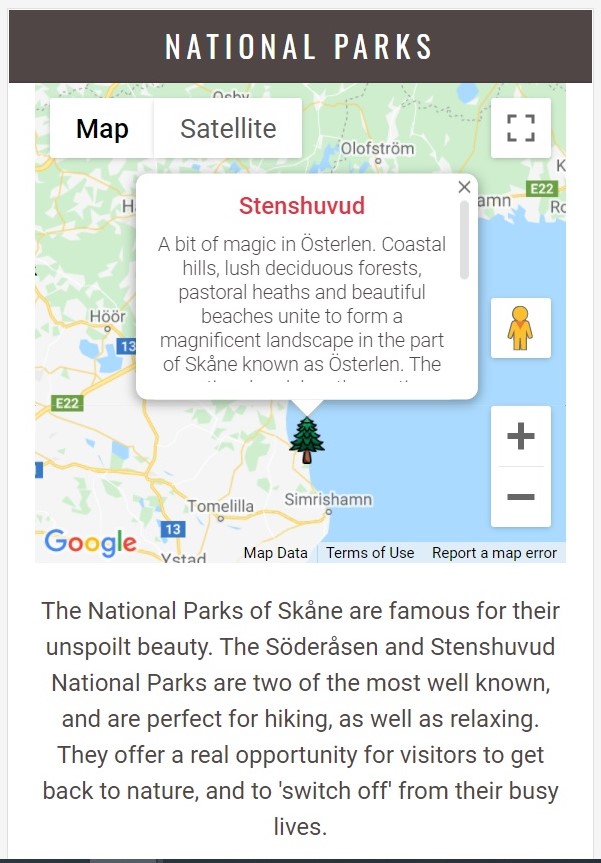 NATIONAL PARKS
Osby
Map
Satellite
Olofström
E22
Stenshuvud
A bit of magic in Österlen. Coastal
hills, lush deciduous forests,
pastoral heaths and beautiful
beaches unite to form a
magnificent landscape in the part
of Skåne known as Österlen. The
Höör
13
E22
Tomelilla
Simrishamn
13
Google
Ystad
Map Data
Terms of Use
Report a map error
The National Parks of Skåne are famous for their
unspoilt beauty. The Söderåsen and Stenshuvud
National Parks are two of the most well known,
and are perfect for hiking, as well as relaxing.
They offer a real opportunity for visitors to get
back to nature, and to 'switch off' from their busy
lives.